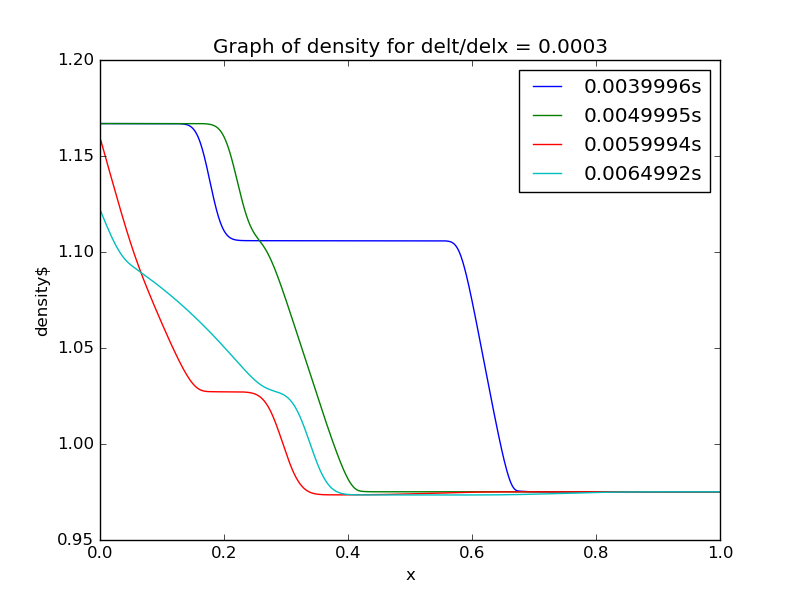 Graph of density for delt/delx = 0.0003
1.20
1.15
1.10
1.05
1.00
0.95
density$
0.0039996s
0.0049995s
0.0059994s
0.0064992s
0.0 0.2 0.4 0.6 0.8 1.0
x